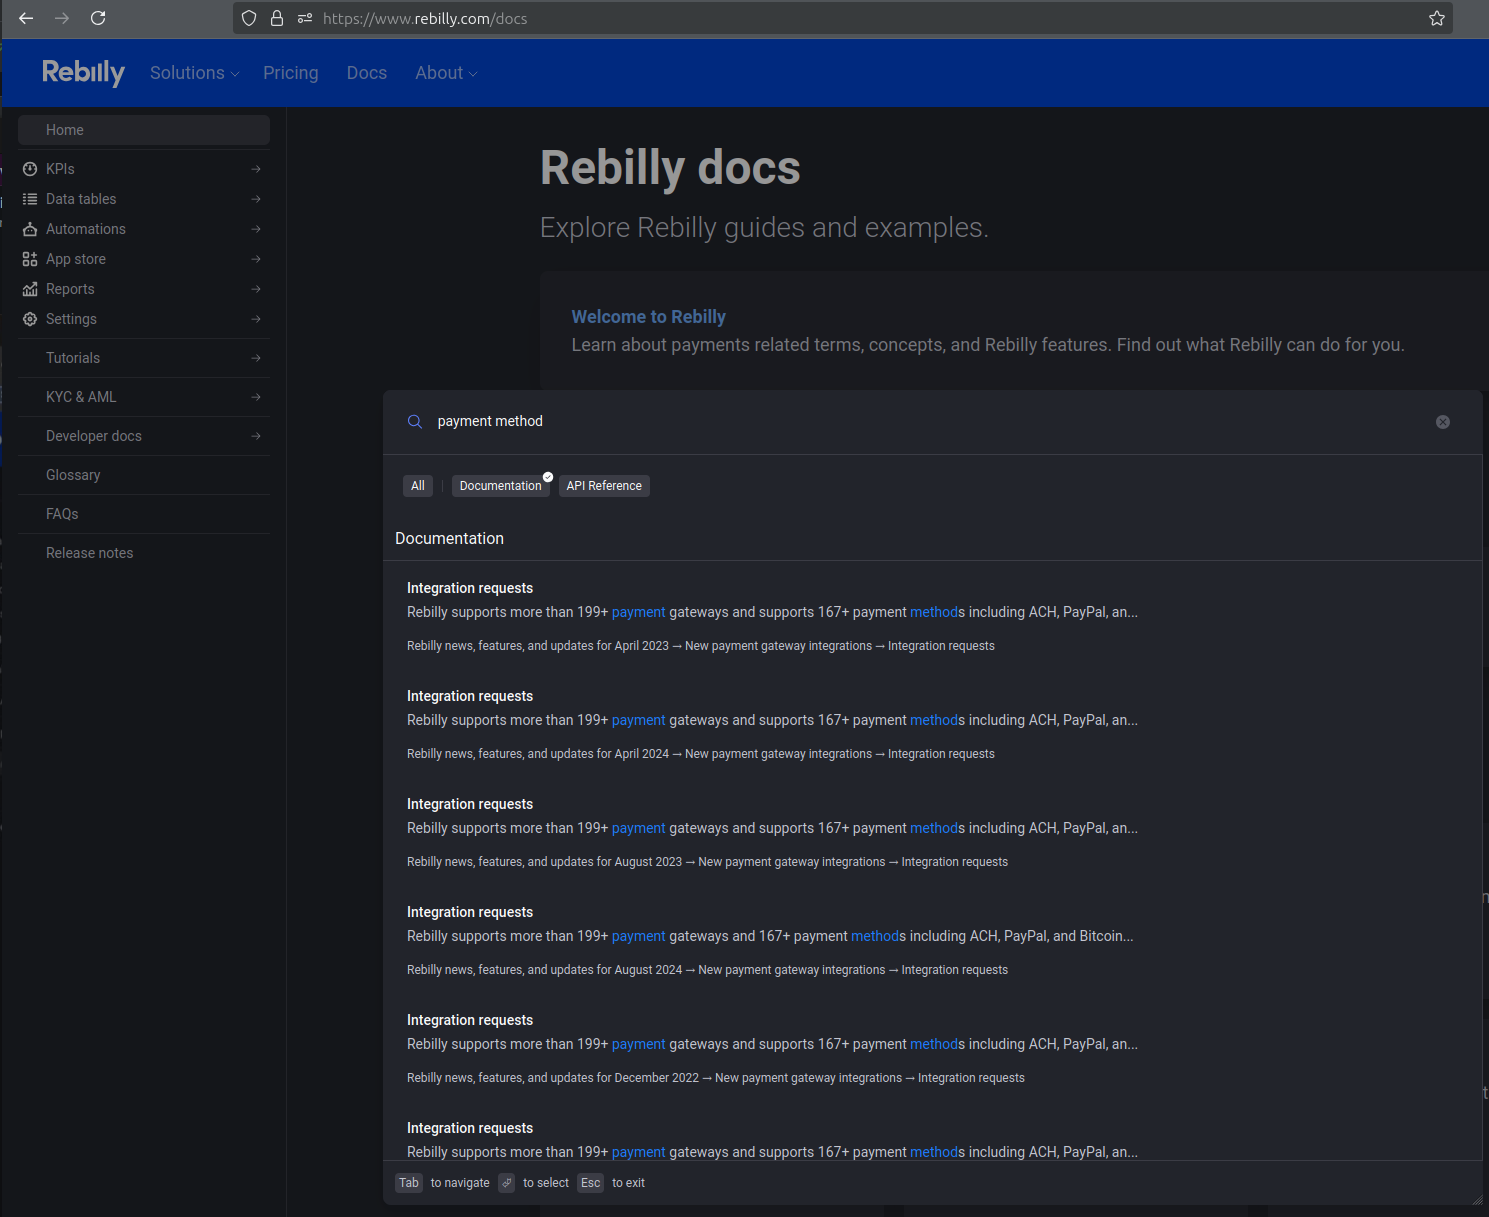 https://www.rebilly.com/docs
Rebilly Solutions Pricing Docs About
Home
KPIs
Data tables
Automations
App store
Reports
Settings
Tutorials
KYC & AML
Developer docs
Glossary
FAQs
Release notes
Rebilly docs
Explore Rebilly guides and examples.
Welcome to Rebilly
Learn about payments related terms, concepts, and Rebilly features. Find out what Rebilly can do for you.
payment method
All | Documentation API Reference
Documentation
Integration requests
Rebilly supports more than 199+ payment gateways and supports 167+ payment methods including ACH, PayPal, an...
Rebilly news, features, and updates for April 2023 → New payment gateway integrations → Integration requests
Integration requests
Rebilly supports more than 199+ payment gateways and supports 167+ payment methods including ACH, PayPal, an...
Rebilly news, features, and updates for April 2024 → New payment gateway integrations → Integration requests
Integration requests
Rebilly supports more than 199+ payment gateways and supports 167+ payment methods including ACH, PayPal, an...
Rebilly news, features, and updates for August 2023 → New payment gateway integrations → Integration requests
Integration requests
Rebilly supports more than 199+ payment gateways and 167+ payment methods including ACH, PayPal, and Bitcoin...
Rebilly news, features, and updates for August 2024 → New payment gateway integrations → Integration requests
Integration requests
Rebilly supports more than 199+ payment gateways and supports 167+ payment methods including ACH, PayPal, an...
Rebilly news, features, and updates for December 2022 → New payment gateway integrations → Integration requests
Integration requests
Rebilly supports more than 199+ payment gateways and supports 167+ payment methods including ACH, PayPal, an...
Tab to navigate to select Esc to exit